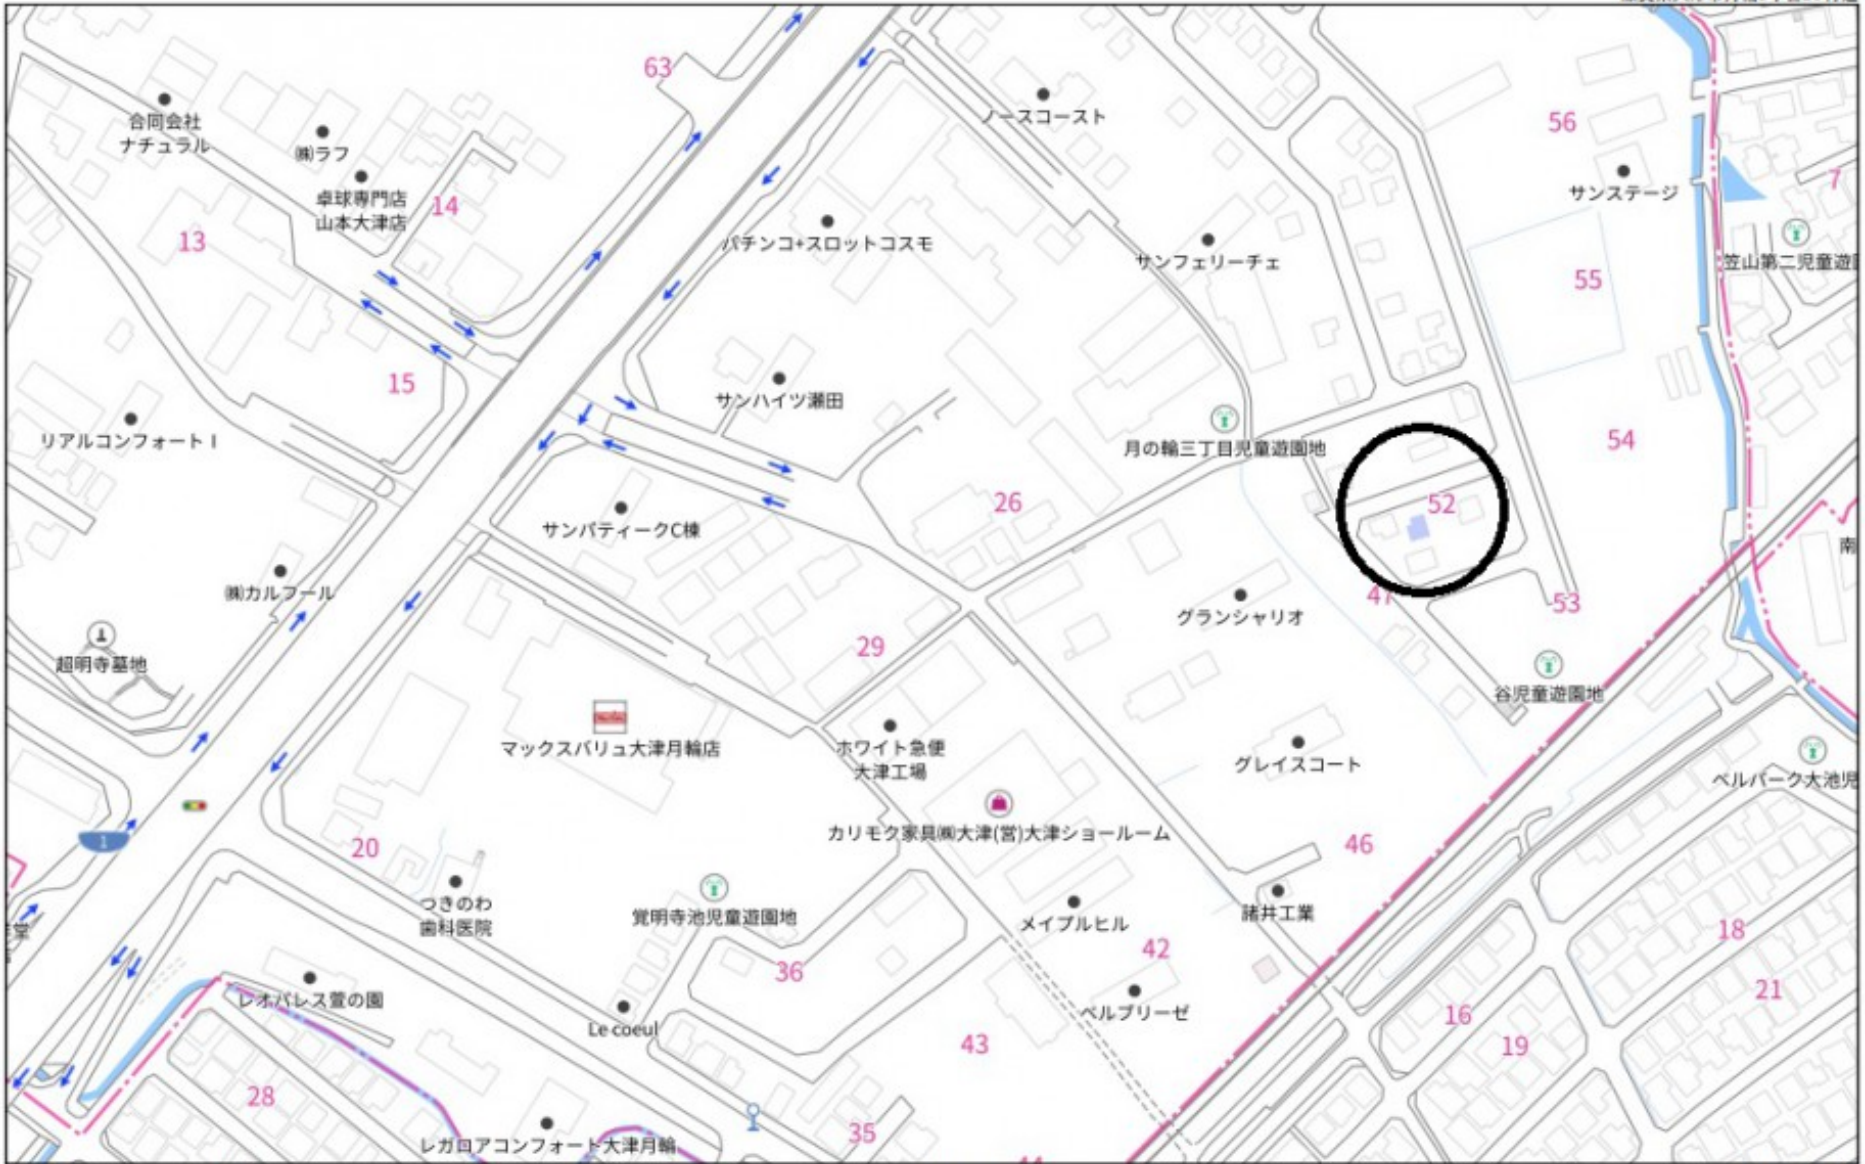 63
56
ノースコースト
合同会社
ナチュラル
㈱ラフ
サンステージ
7
卓球専門店
山本大津店
14
13
パチンコ+スロットコスモ
サンフェリーチェ
笠山第二児童遊
55
15
サンハイツ瀬田
リアルコンフォートⅠ
月の輪三丁目児童遊園地
54
26
52
サンパティークC棟
南
㈱カルフール
47
53
グランシャリオ
29
超明寺墓地
谷児童遊園地
マックスバリュ大津月輪店
ホワイト急便
大津工場
グレイスコート
ベルパーク大池児
カリモク家具㈱大津(営)大津ショールーム
1
20
46
つきのわ
歯科医院
覚明寺池児童遊園地
メイプルヒル
諸井工業
堂
18
42
36
21
レオパレス萱の園
ベルブリーゼ
Le coeul
16
19
43
28
35
レガロアコンフォート大津月輪
44